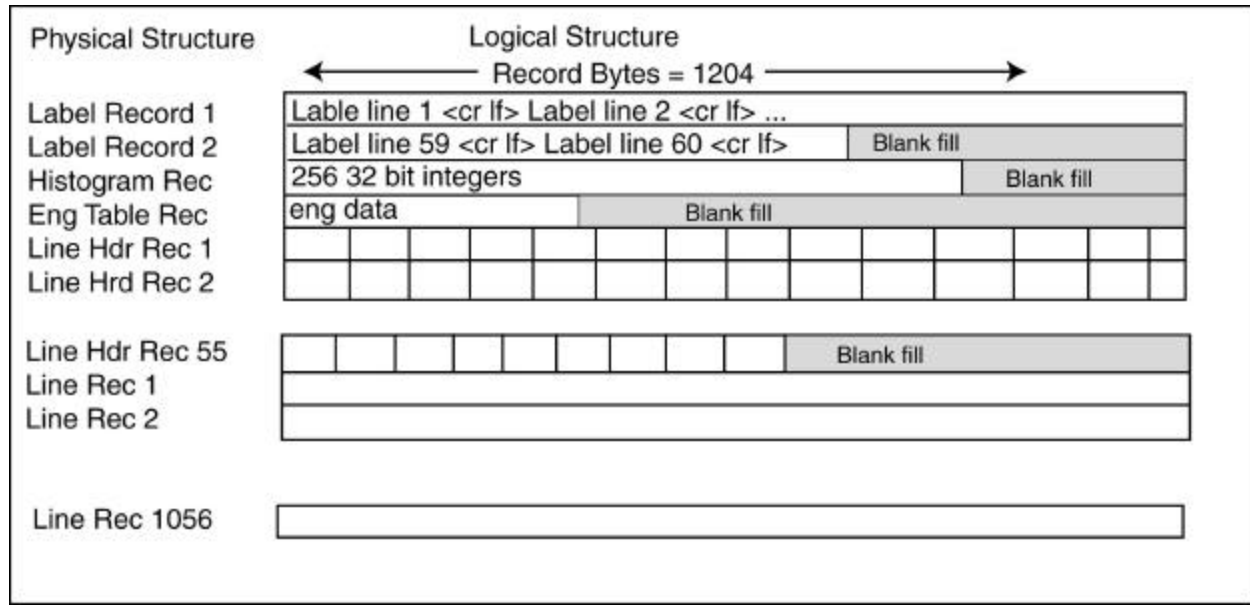 Physical Structure Logical Structure
Record Bytes = 1204
Label Record 1 Lable line 1 <cr lf> Label line 2 <cr lf> ...
Label Record 2 Label line 59 <cr lf> Label line 60 <cr lf> Blank fill
Histogram Rec 256 32 bit integers Blank fill
Eng Table Rec eng data Blank fill
Line Hdr Rec 1
Line Hrd Rec 2
Line Hdr Rec 55 Blank fill
Line Rec 1
Line Rec 2
Line Rec 1056